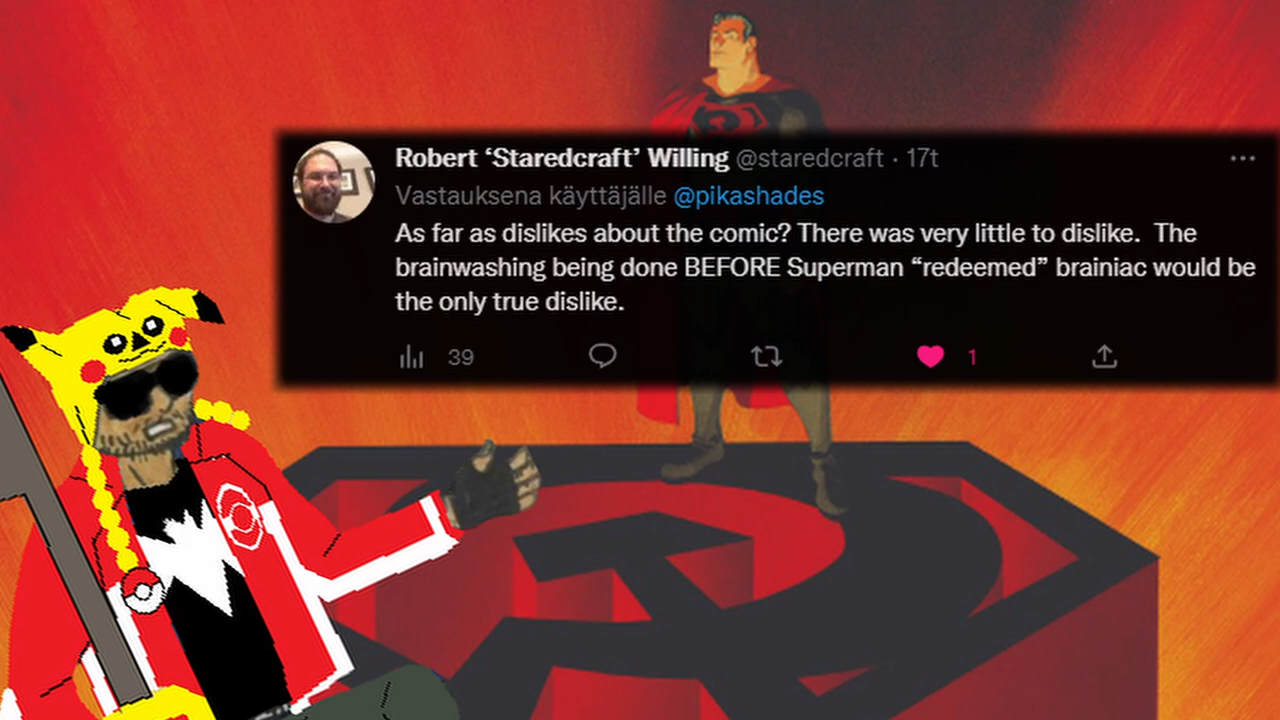 Robert ‘Staredcraft’ Willing @staredcraft · 17t
Vastauksena käyttäjälle @pikashades
As far as dislikes about the comic? There was very little to dislike.  The
brainwashing being done BEFORE Superman “redeemed” brainiac would be
the only true dislike.
39
1